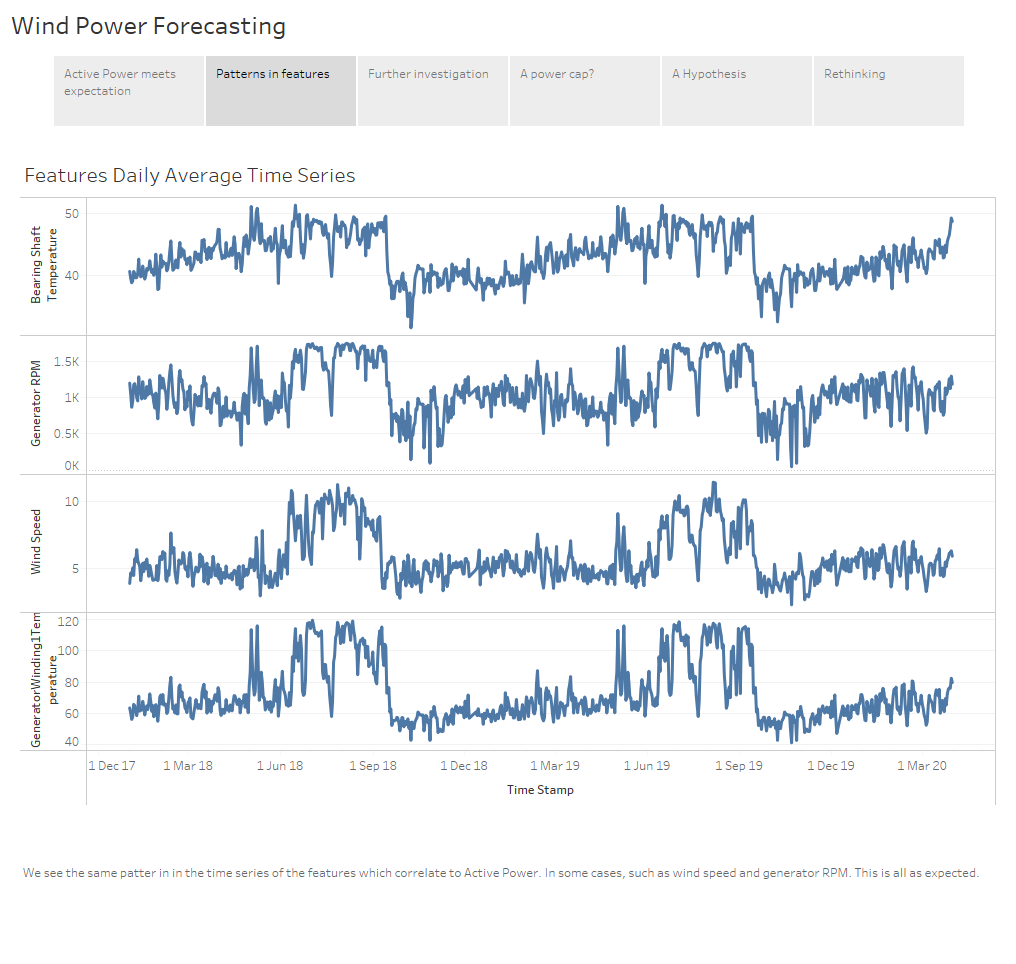 Wind Power Forecasting
Active Power meets
expectation
Patterns in features
Further investigation
A power cap?
A Hypothesis
Rethinking
Features Daily Average Time Series
Bearing Shaft
Temperature
50
40
Generator RPM
1.5K
1K
0.5K
0K
Wind Speed
10
5
GeneratorWinding1Tem
perature
120
100
80
60
40
1 Dec 17
1 Mar 18
1 Jun 18
1 Sep 18
1 Dec 18
1 Mar 19
1 Jun 19
1 Sep 19
1 Dec 19
1 Mar 20
Time Stamp
We see the same patter in in the time series of the features which correlate to Active Power. In some cases, such as wind speed and generator RPM. This is all as expected.